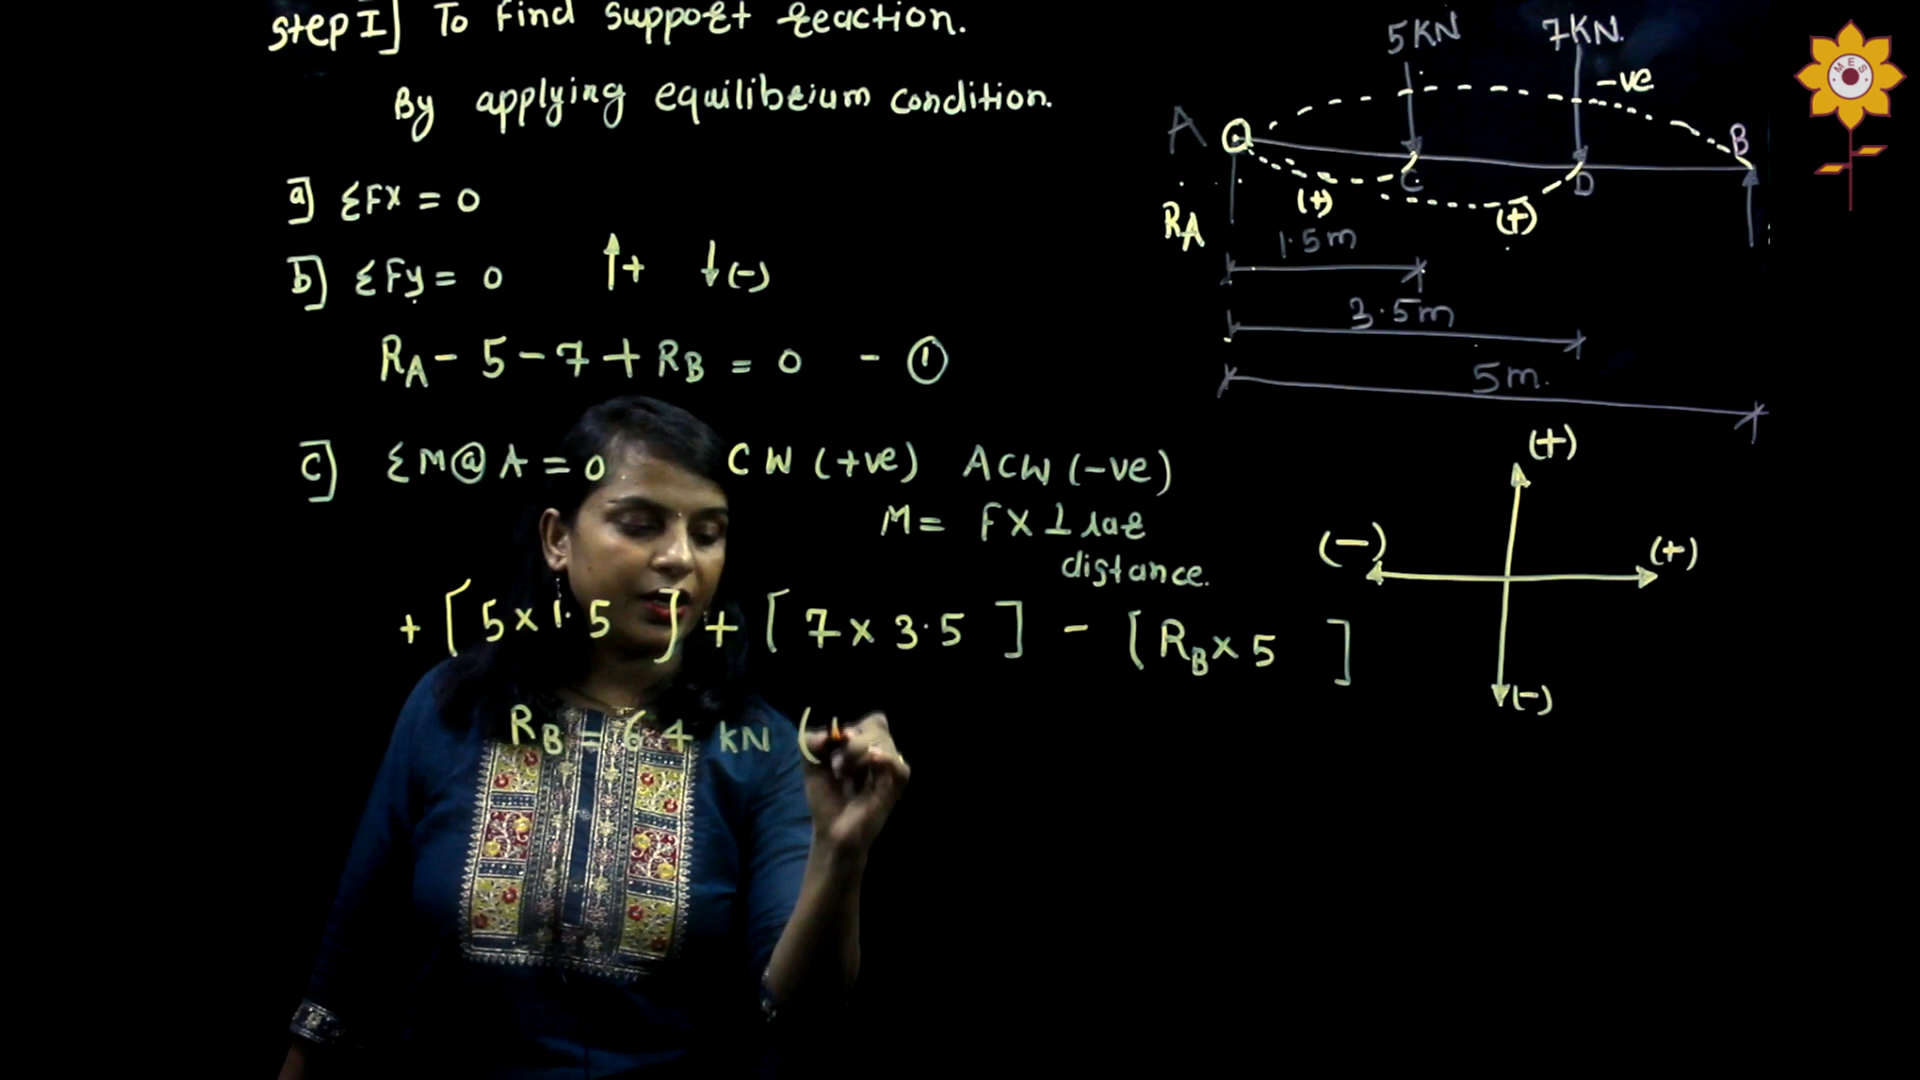 Step I] To Find Support Reaction.
By applying equilibrium condition.
a] ΣFx = 0
b] ΣFy = 0 ↑+ ↓(-)
RA - 5 - 7 + RB = 0 - ①
c] ΣM@ A = 0 CW (+ve) ACW (-ve)
M = F X ⊥lar
distance.
+ [5 x 1.5 ] + [ 7 x 3.5 ] - [RB x 5 ]
RB = 6.4 kN (
5KN 7KN.
-ve
A B
C D
(+) (+)
RA
1.5m
3.5m
5m.
(+)
(-) (+)
(-)
MES